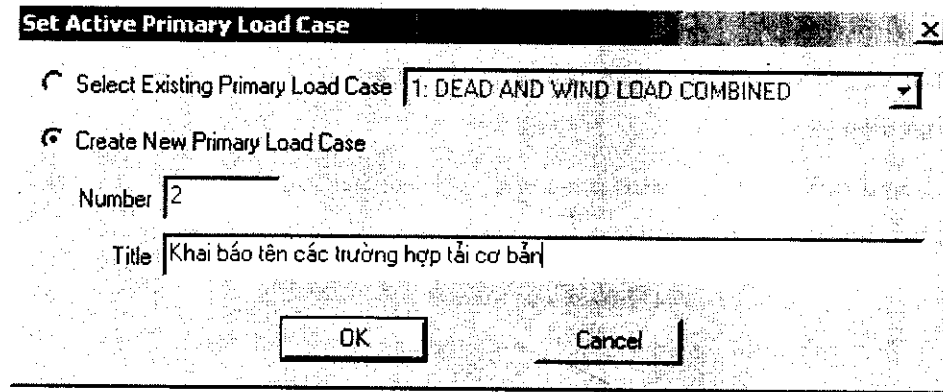 Set Active Primary Load Case
Select Existing Primary Load Case 1: DEAD AND WIND LOAD COMBINED
Create New Primary Load Case
Number 2
Title Khai báo tên các trường hợp tải cơ bản
OK Cancel